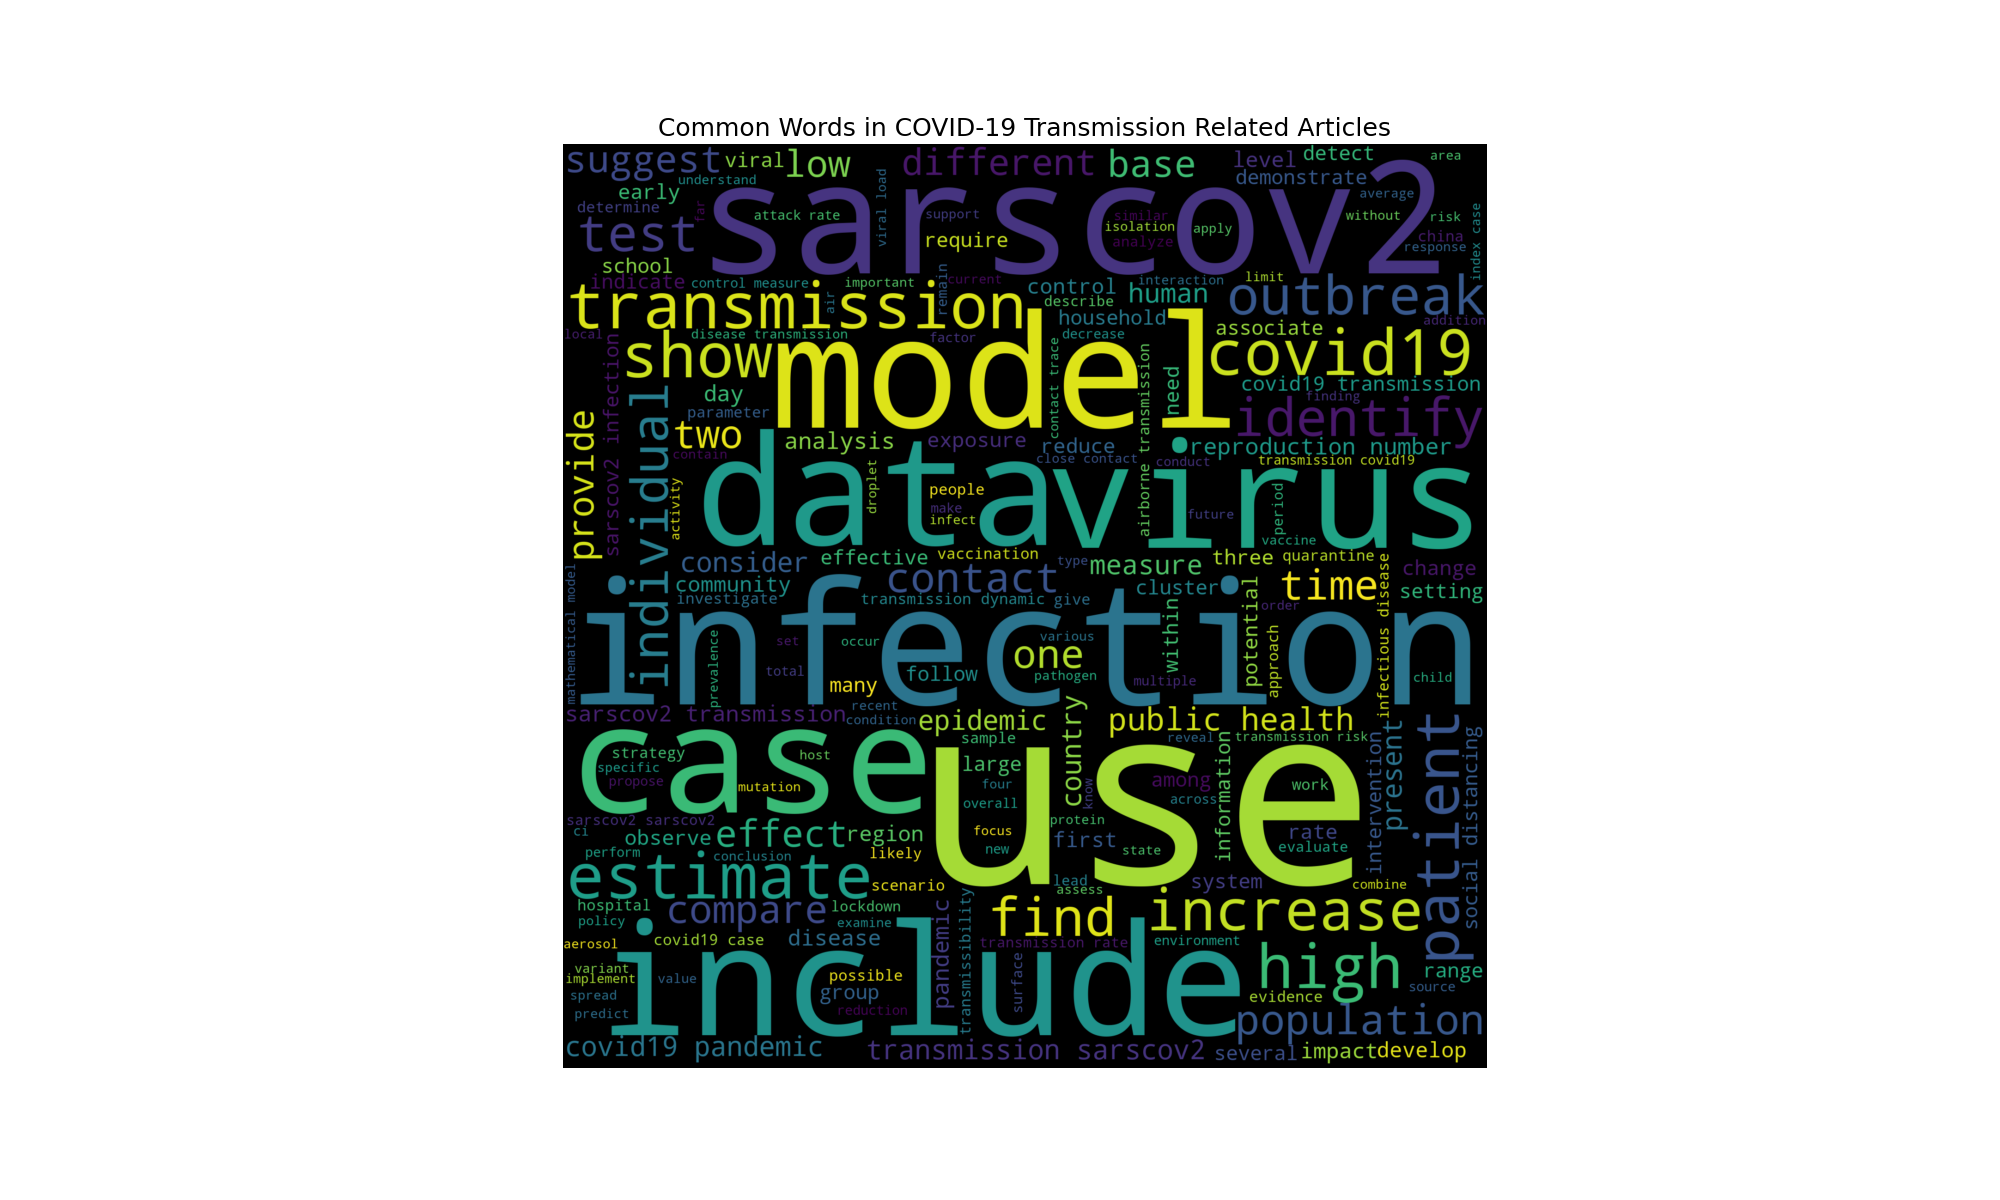 Common Words in COVID-19 Transmission Related Articles
suggest
viral
low
different
base
level
detect
area
understand
early
viral load
demonstrate
average
sarscov2
determine
far
attack rate
support
similar
isolation
apply
without
risk
index case
test
require
analyze
china
response
school
indicate
control measure
important
remain
current
interaction
limit
control
human
outbreak
transmission
air
describe
household
addition
local
disease transmission
factor
decrease
associate
sarscov2 infection
show
model
contact trace
airborne transmission
covid19
need
covid19 transmission
individual
day
finding
parameter
identify
provide
two
analysis
exposure
reduce
reproduction number
contain
close contact
conduct
transmission covid19
data
virus
activity
droplet
people
make
infect
future
period
vaccine
consider
effective
vaccination
type
measure
three
quarantine
change
mathematical model
community
contact
cluster
time
infectious disease
setting
investigate
transmission dynamic
give
within
potential
order
infection
prevalence
set
occur
various
one
approach
total
follow
pathogen
multiple
child
many
sarscov2 transmission
recent
condition
epidemic
country
public health
patient
case
use
strategy
host
sample
reveal
transmission risk
intervention
present
social distancing
specific
propose
mutation
large
four
know
among
information
work
overall
across
sarscov2 sarscov2
ci
observe
effect
region
focus
protein
first
rate
perform
conclusion
likely
new
state
evaluate
estimate
scenario
lead
assess
system
combine
hospital
policy
compare
lockdown
examine
pandemic
transmissibility
find
increase
aerosol
covid19 case
disease
transmission rate
environment
include
high
variant
implement
value
possible
surface
range
spread
group
evidence
source
predict
reduction
population
covid19 pandemic
transmission sarscov2
several
impact
develop